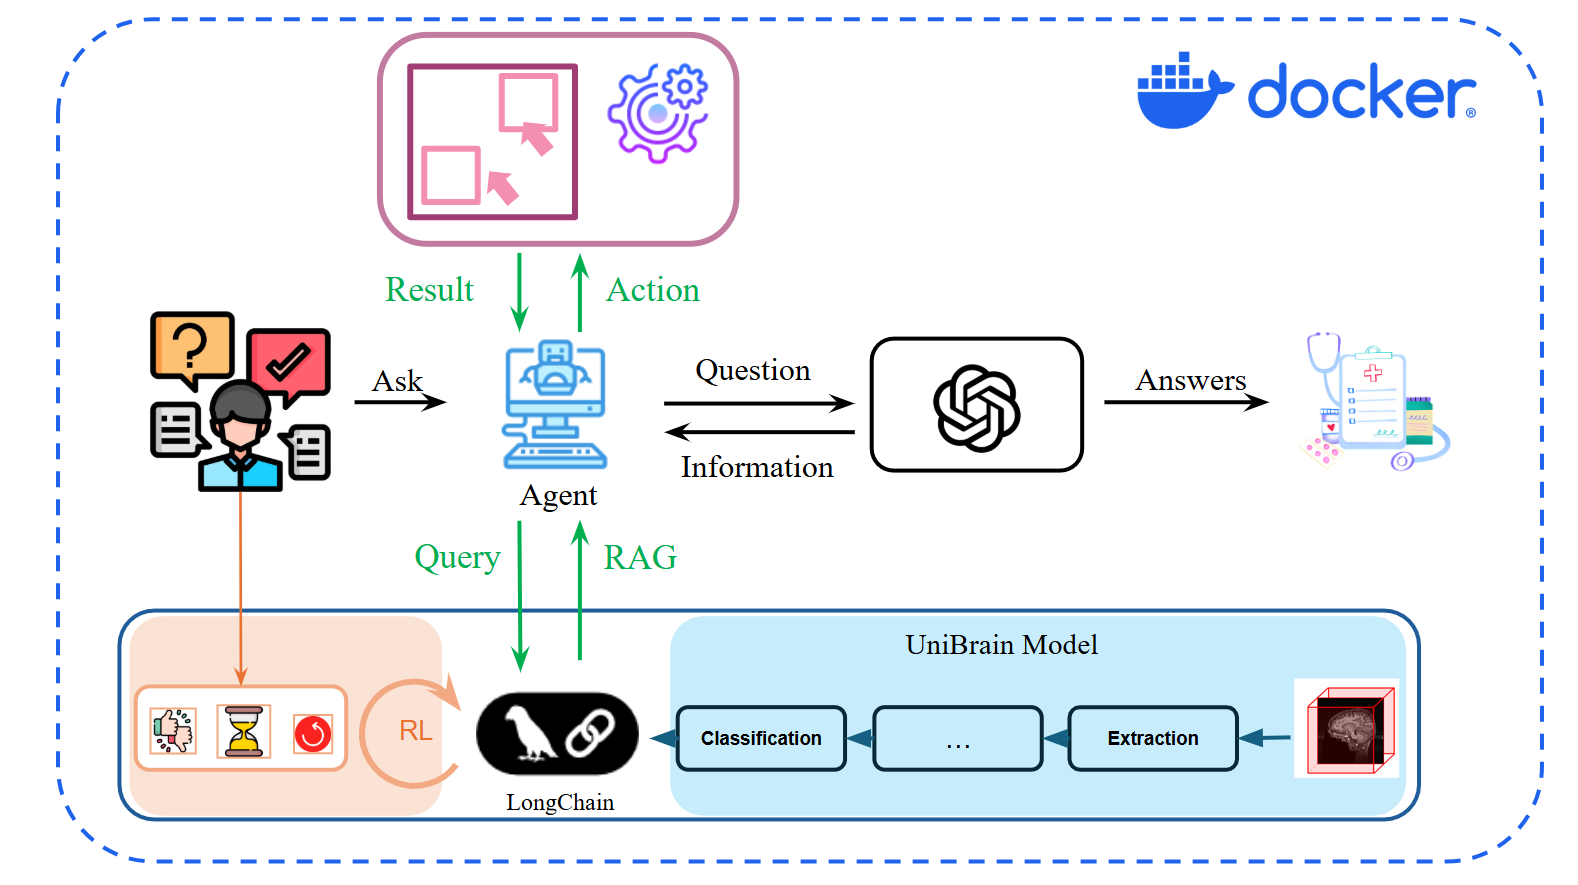 docker®
Result
Action
Ask
Question
Answers
Information
Agent
Query
RAG
UniBrain Model
RL
Classification
...
Extraction
LongChain